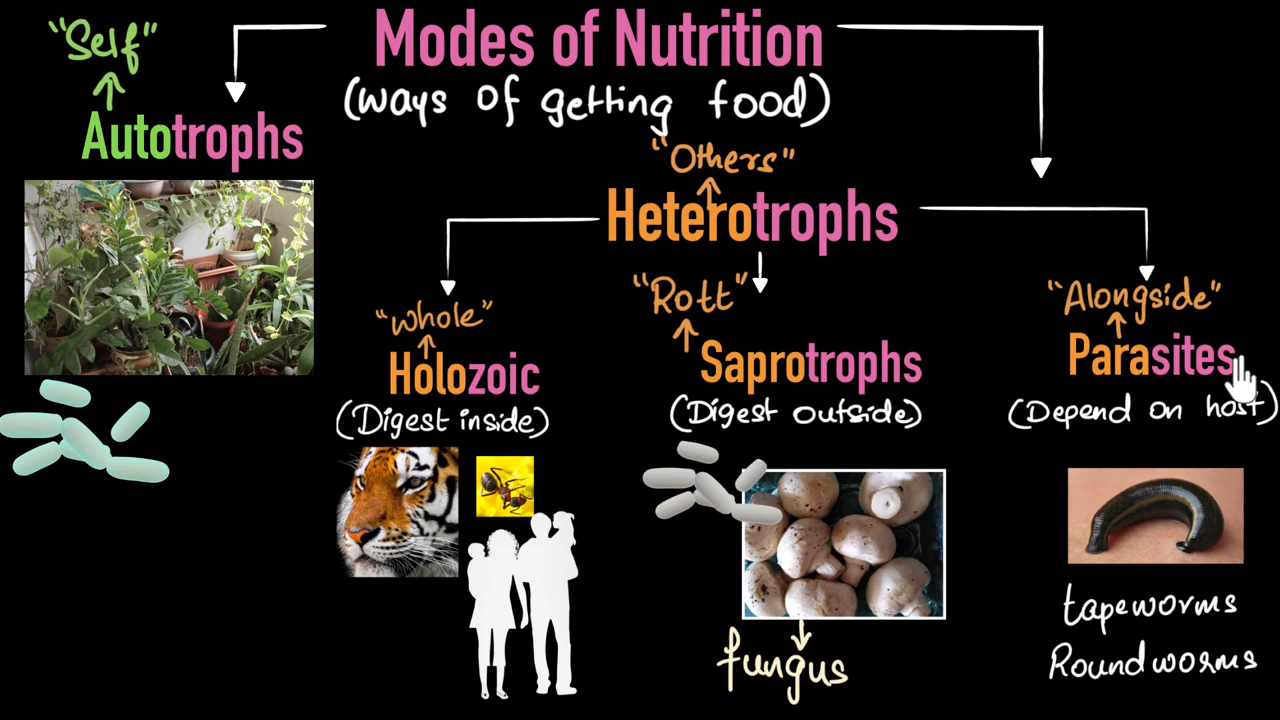 "Self"
Modes of Nutrition
(ways of getting food)
Autotrophs
"Others"
Heterotrophs
"Whole"
Holozoic
(Digest inside)
"Rott"
Saprotrophs
(Digest outside)
fungus
"Alongside"
Parasites
(Depend on host)
tapeworms
Roundworms